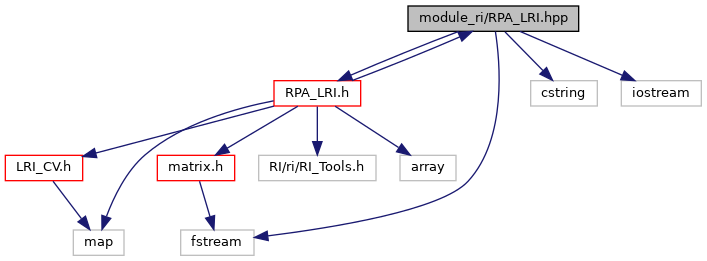 module_ri/RPA_LRI.hpp
RPA_LRI.h
cstring
iostream
LRI_CV.h
matrix.h
RI/ri/RI_Tools.h
array
map
fstream